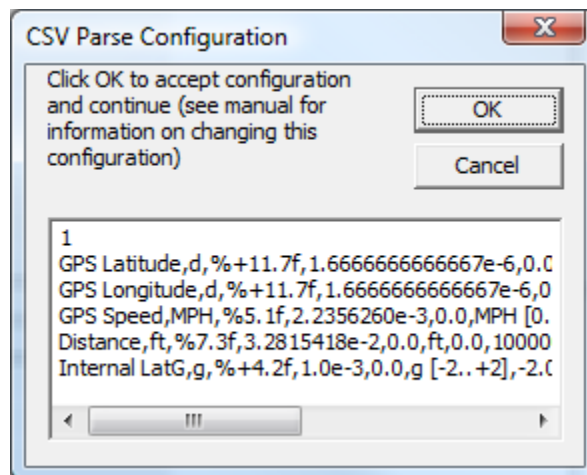 CSV Parse Configuration
Click OK to accept configuration
and continue (see manual for
information on changing this
configuration)
OK
Cancel
1
GPS Latitude,d,%+11.7f,1.6666666666667e-6,0.0
GPS Longitude,d,%+11.7f,1.6666666666667e-6,0
GPS Speed,MPH,%5.1f,2.2356260e-3,0.0,MPH [0.
Distance,ft,%7.3f,3.2815418e-2,0.0,ft,0.0,10000
Internal LatG,g,%+4.2f,1.0e-3,0.0,g [-2..+2],-2.0